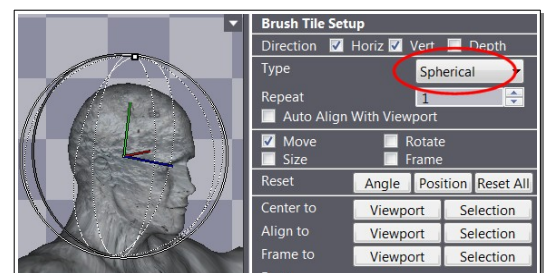 Brush Tile Setup
Direction Horiz Vert Depth
Type Spherical
Repeat 1
Auto Align With Viewport
Move Rotate
Size Frame
Reset Angle Position Reset All
Center to Viewport Selection
Align to Viewport Selection
Frame to Viewport Selection